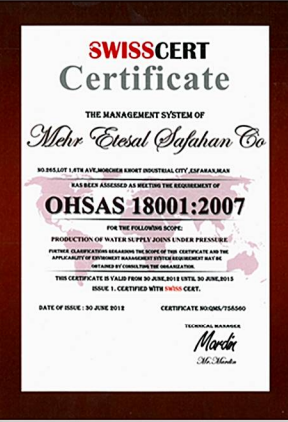 SWISSCERT
Certificate
THE MANAGEMENT SYSTEM OF
Mehr Etesal Safahan Co
NO.265,LOT 1,4TH AVE,MORCHER KHORT INDUSTRIAL CITY ,ESFAHAN,IRAN
HAS BEEN ASSESSED AS MEETING THE REQUIREMENT OF
OHSAS 18001:2007
FOR THE FOLLOWING SCOPE:
PRODUCTION OF WATER SUPPLY JOINS UNDER PRESSURE
FURTHER CLARIFICATIONS REGARDING THE SCOPE OF THIS CERTIFICATE AND THE
APPLICABILITY OF ENVIROMENT MANAGEMENT SYSTEM REQUIREMENT MAY BE
OBTAINED BY CONSULTING THE ORGANIZATION.
THIS CERTIFICATE IS VALID FROM 30 JUNE,2012 UNTIL 30 JUNE,2015
ISSUE 1. CERTIFIED WITH SWISS CERT.
DATE OF ISSUE : 30 JUNE 2012
CERTIFICATE NO:QMS/758560
TECHNICAL MANAGER
Mardin
Mr.Mardin